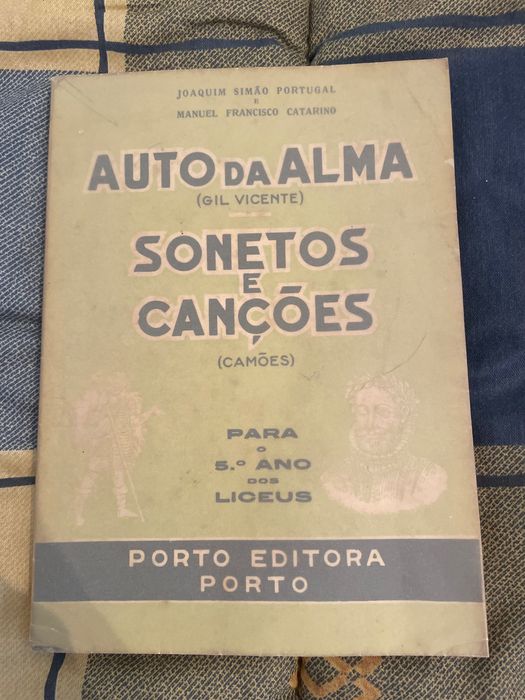 JOAQUIM SIMÃO PORTUGAL
E
MANUEL FRANCISCO CATARINO
AUTO DA ALMA
(GIL VICENTE)
SONETOS
E
CANÇÕES
(CAMÕES)
PARA
O
5.º ANO
DOS
LICEUS
PORTO EDITORA
PORTO